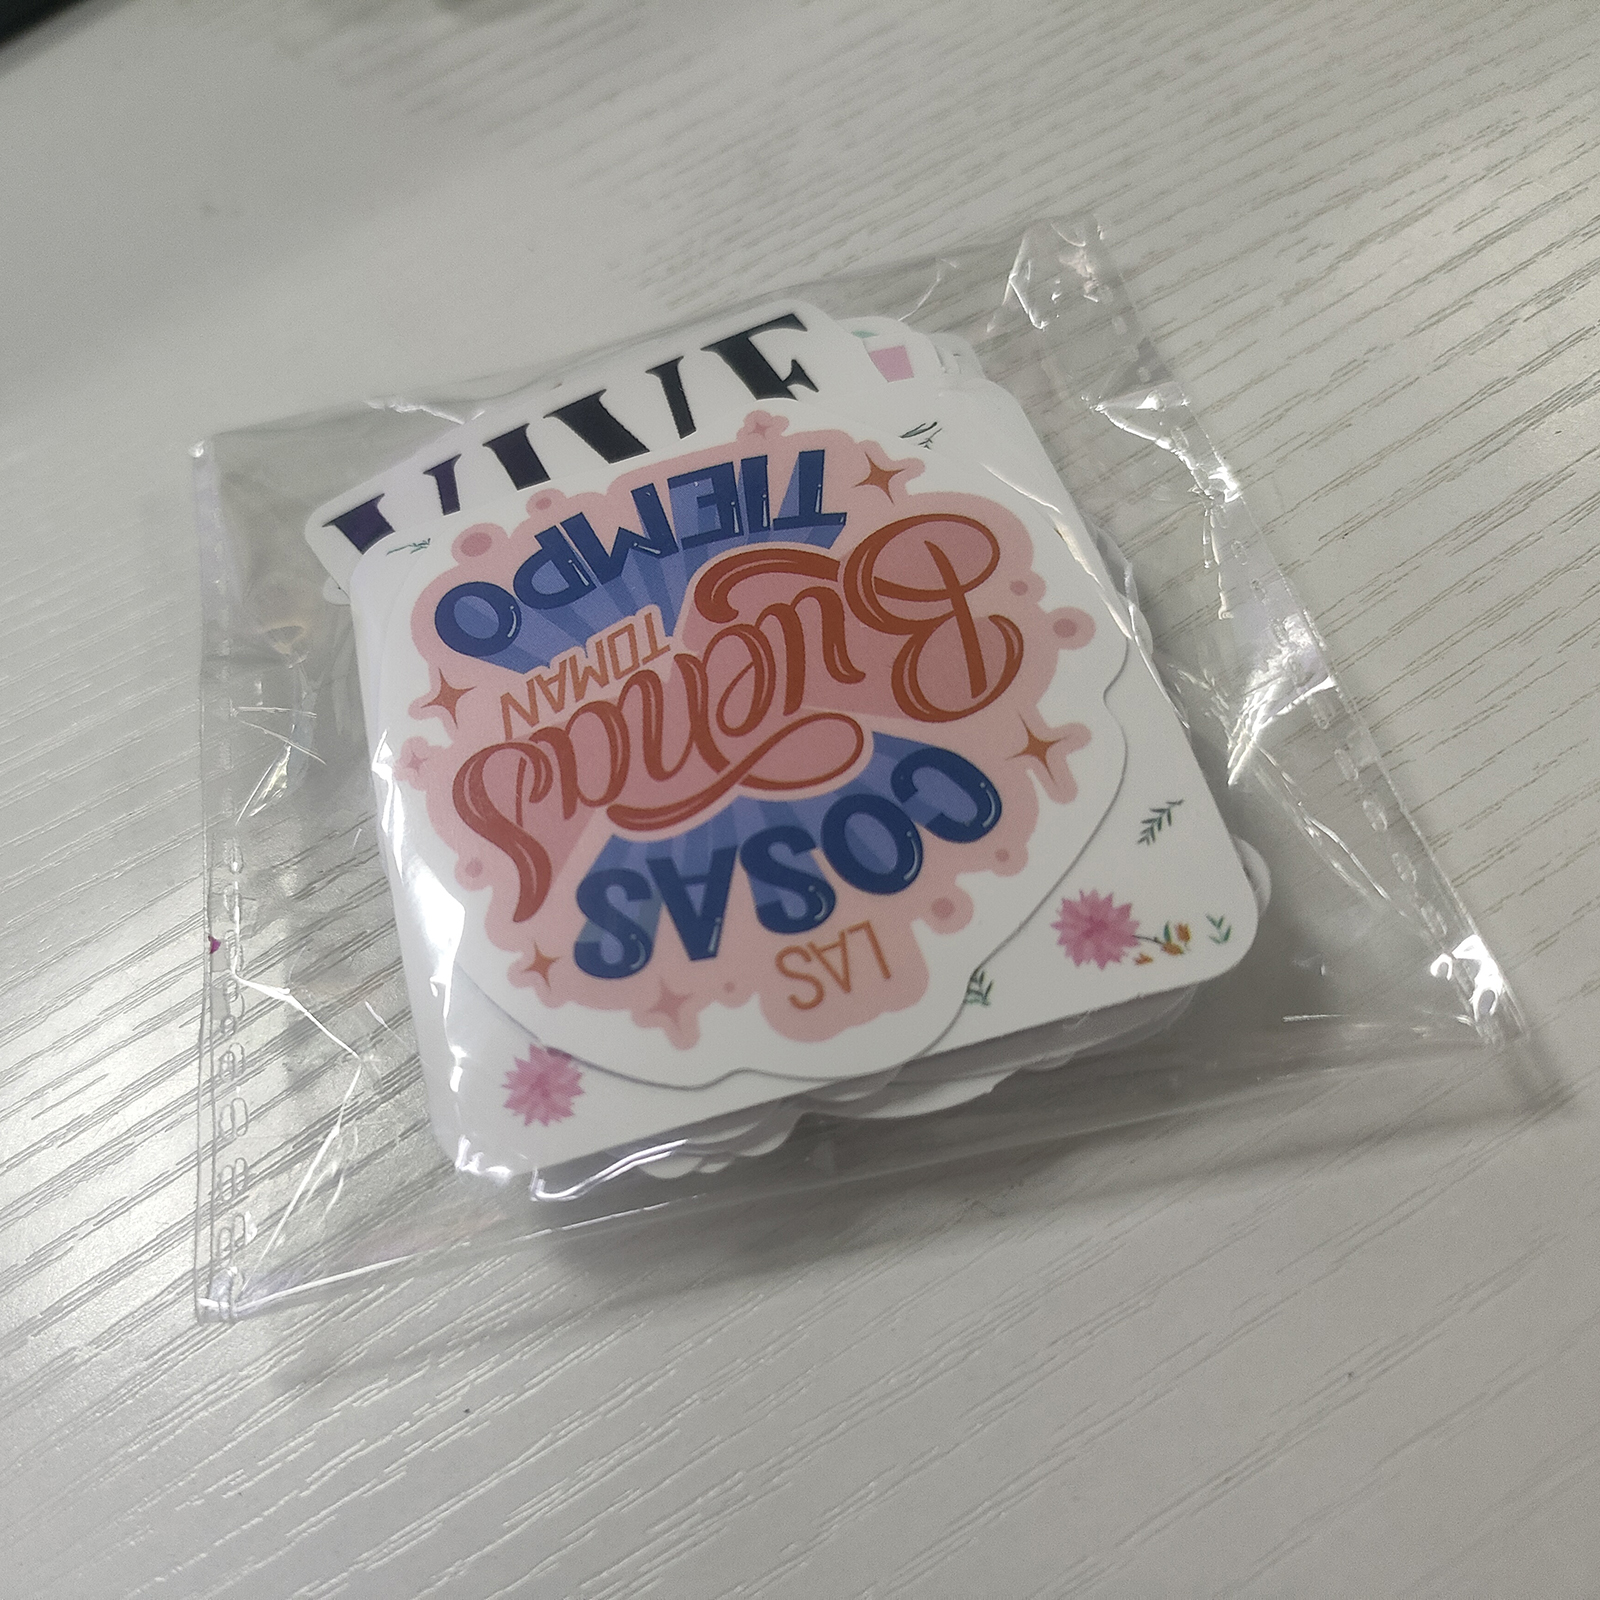 LAS
COSAS
Buenas
TOMAN
TIEMPO